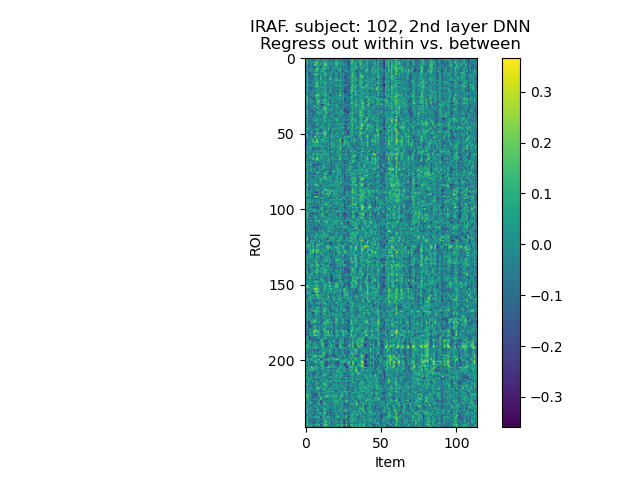 IRAF. subject: 102, 2nd layer DNN
Regress out within vs. between
0
50
100
150
200
ROI
0 50 100
Item
0.3
0.2
0.1
0.0
−0.1
−0.2
−0.3